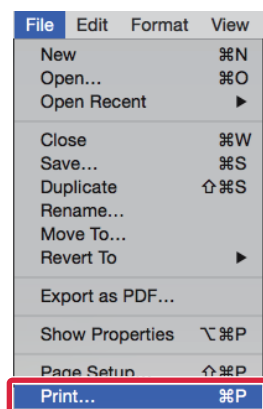 File Edit Format View
New ⌘N
Open... ⌘O
Open Recent ▶
Close ⌘W
Save... ⌘S
Duplicate ⇧⌘S
Rename...
Move To...
Revert To ▶
Export as PDF...
Show Properties ⌥⌘P
Page Setup... ⇧⌘P
Print... ⌘P